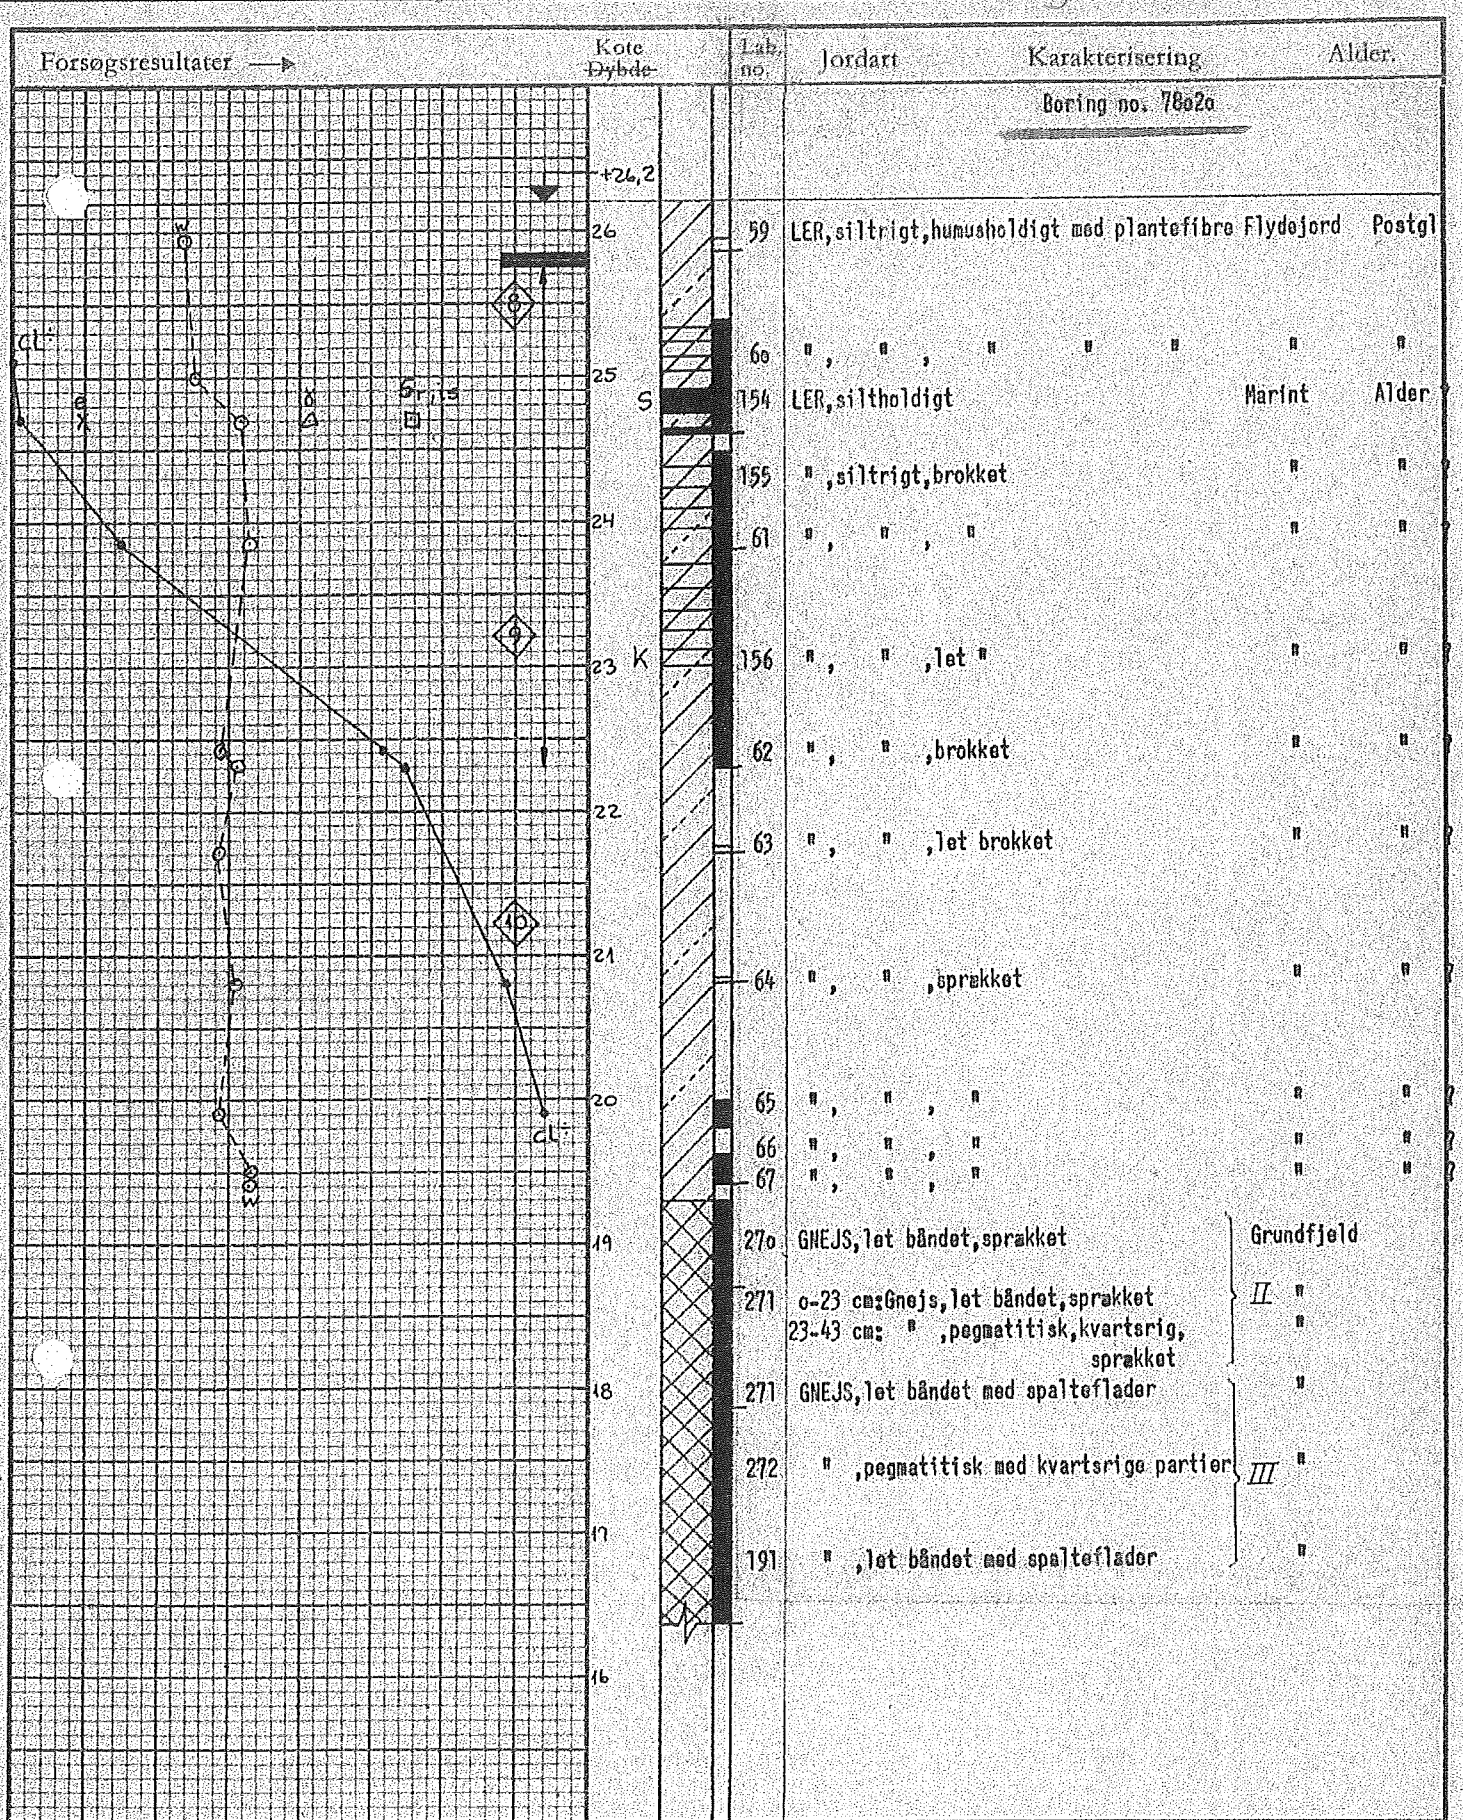 Forsøgsresultater → Kote Lab. Jordart Karakterisering Alder.
Dybde no.
Boring no. 78o2o
+26,2
w 26 59 LER,siltrigt,humusholdigt med plantefibre Flydejord Postgl
8
cl÷ 6o " , " , " " " " "
25
e γ Sr,is S 154 LER,siltholdigt Marint Alder ?
155 " ,siltrigt,brokket " " ?
24 61 " , " , " " " ?
9
23 K 156 " , " ,let " " " ?
62 " , " ,brokket " " ?
22
63 " , " ,let brokket " " ?
10
21
64 " , " ,sprækket " " ?
20 65 " , " , " " " ?
cl÷ 66 " , " , " " " ?
67 " , " , " " " ?
w
19 27o GNEJS,let båndet,sprækket Grundfjeld
271 o-23 cm:Gnejs,let båndet,sprækket II "
23-43 cm: " ,pegmatitisk,kvartsrig, "
sprækket
18 271 GNEJS,let båndet med spalteflader "
272 " ,pegmatitisk med kvartsrige partier III "
17
191 " ,let båndet med spalteflader "
16